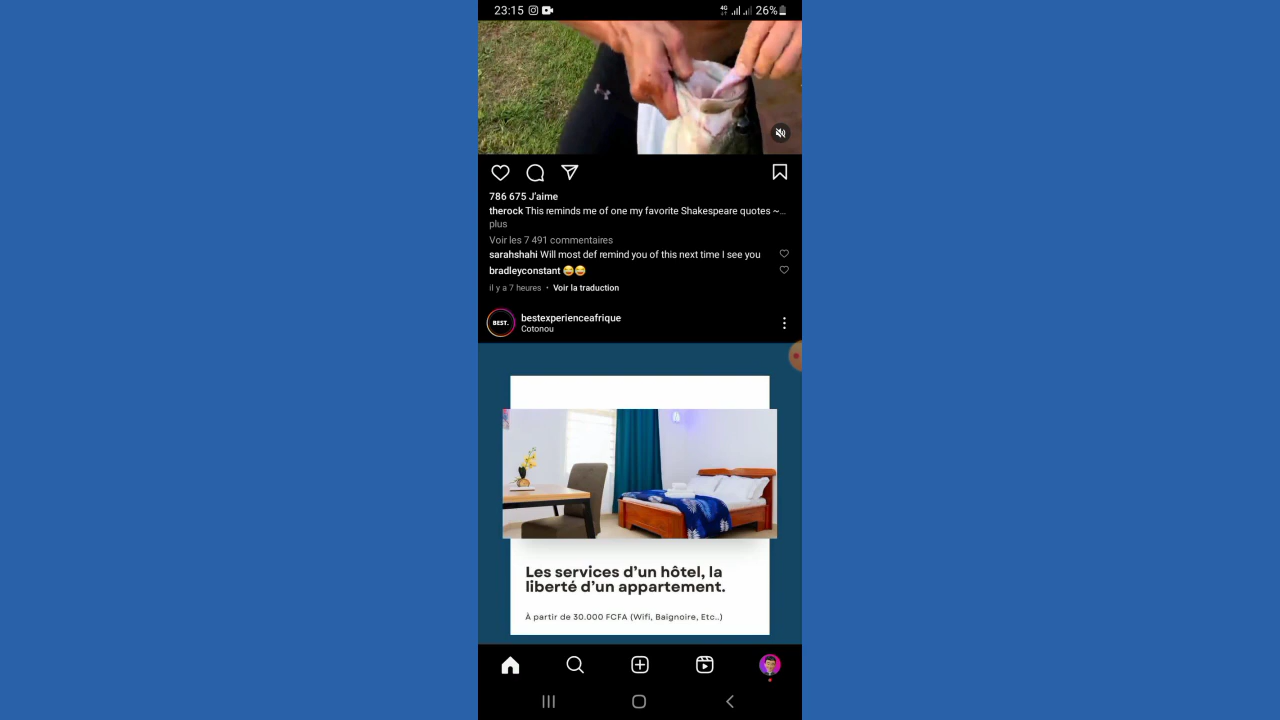 23:15
4G
26%
786 675 J'aime
therock This reminds me of one my favorite Shakespeare quotes ~...
plus
Voir les 7 491 commentaires
sarahshahi Will most def remind you of this next time I see you
bradleyconstant 😂😂
il y a 7 heures • Voir la traduction
BEST.
bestexperienceafrique
Cotonou
Les services d'un hôtel, la
liberté d'un appartement.
À partir de 30.000 FCFA (Wifi, Baignoire, Etc..)